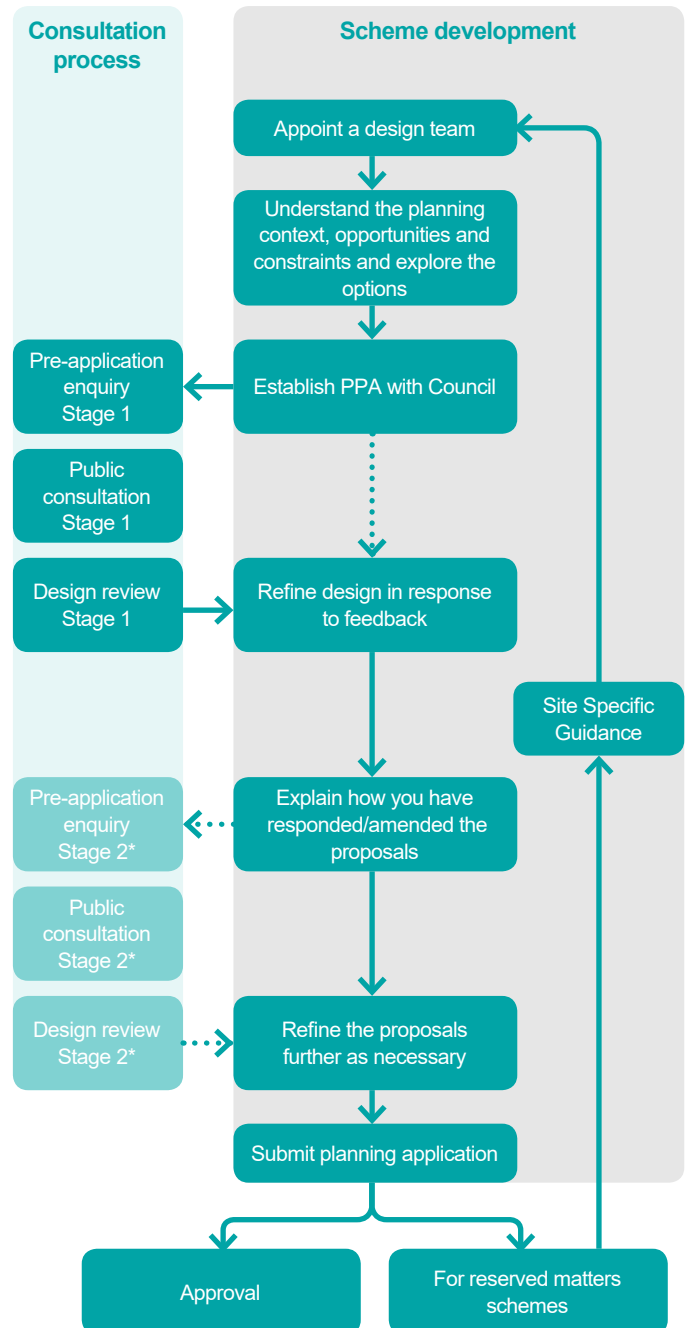 Consultation
process
Scheme development
Appoint a design team
Understand the planning
context, opportunities and
constraints and explore the
options
Pre-application
enquiry
Stage 1
Establish PPA with Council
Public
consultation
Stage 1
Design review
Stage 1
Refine design in response
to feedback
Site Specific
Guidance
Pre-application
enquiry
Stage 2*
Explain how you have
responded/amended the
proposals
Public
consultation
Stage 2*
Design review
Stage 2*
Refine the proposals
further as necessary
Submit planning application
Approval
For reserved matters
schemes